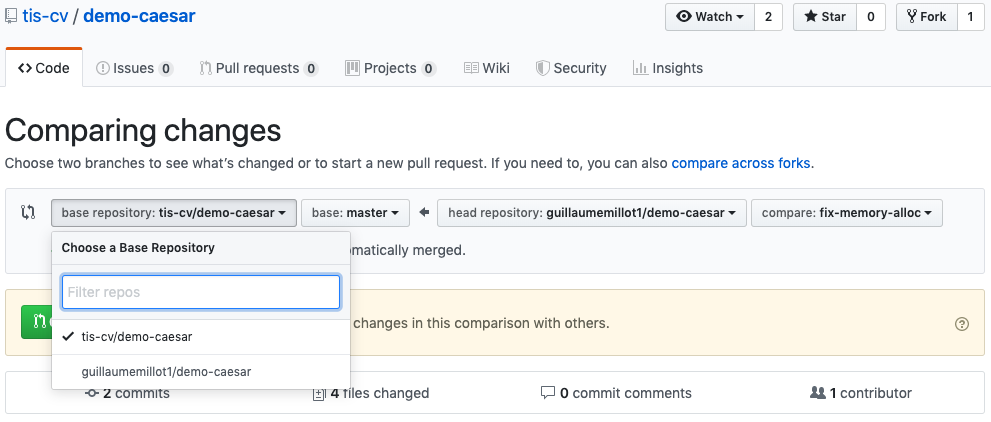 tis-cv / demo-caesar
Watch 2 Star 0 Fork 1
Code Issues 0 Pull requests 0 Projects 0 Wiki Security Insights
Comparing changes
Choose two branches to see what's changed or to start a new pull request. If you need to, you can also compare across forks.
base repository: tis-cv/demo-caesar base: master head repository: guillaumemillot1/demo-caesar compare: fix-memory-alloc
Choose a Base Repository
omatically merged.
Filter repos
changes in this comparison with others.
tis-cv/demo-caesar
guillaumemillot1/demo-caesar
2 commits 4 files changed 0 commit comments 1 contributor